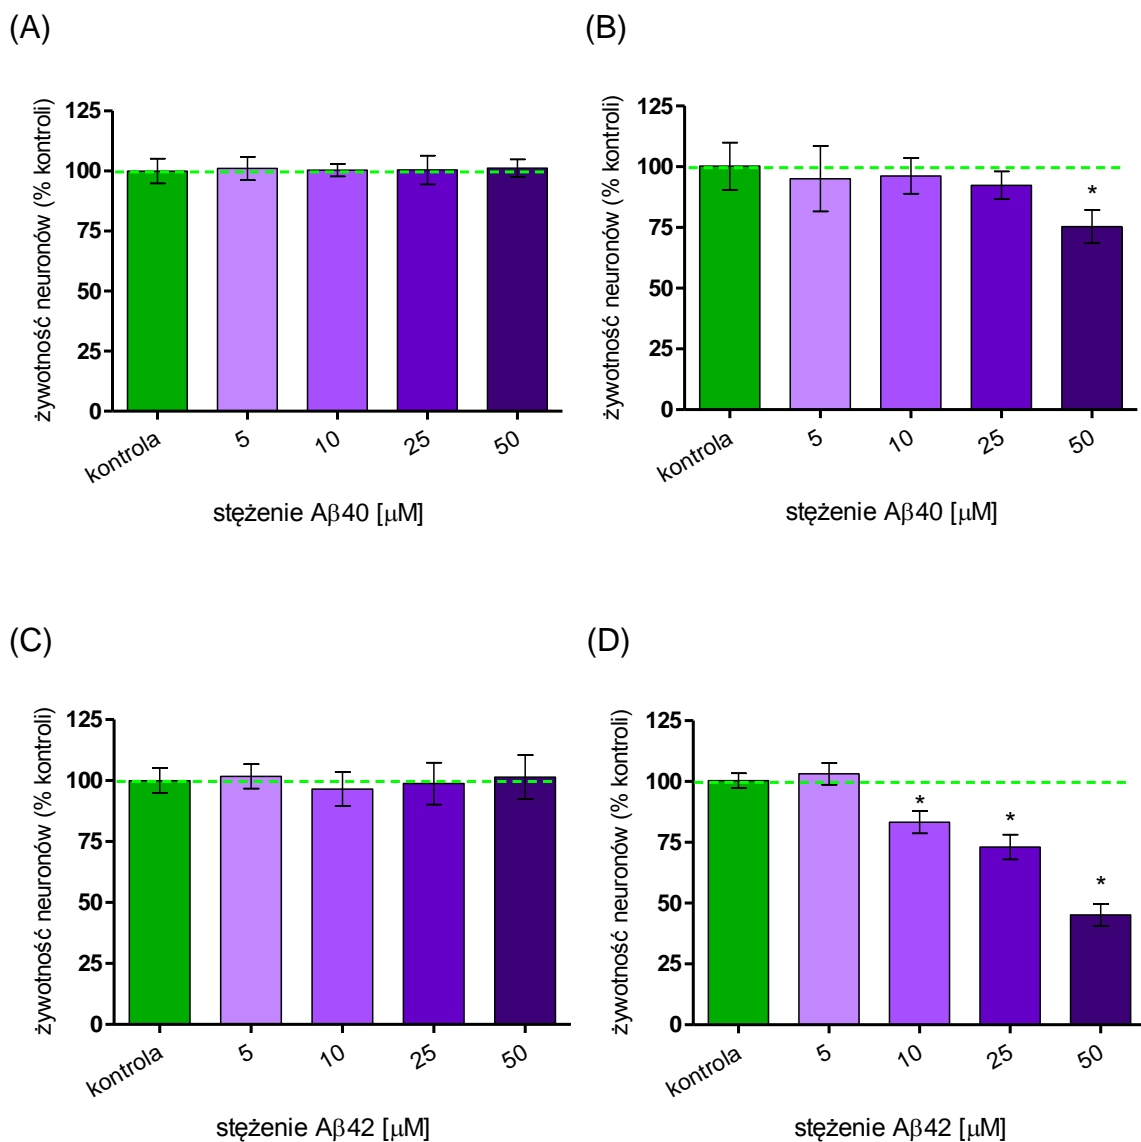 (A)
żywotność neuronów (% kontroli)
125
100
75
50
25
0
kontrola 5 10 25 50
stężenie Aβ40 [μM]
(B)
żywotność neuronów (% kontroli)
125
100
75
50
25
0
*
kontrola 5 10 25 50
stężenie Aβ40 [μM]
(C)
żywotność neuronów (% kontroli)
125
100
75
50
25
0
kontrola 5 10 25 50
stężenie Aβ42 [μM]
(D)
żywotność neuronów (% kontroli)
125
100
75
50
25
0
* * *
kontrola 5 10 25 50
stężenie Aβ42 [μM]